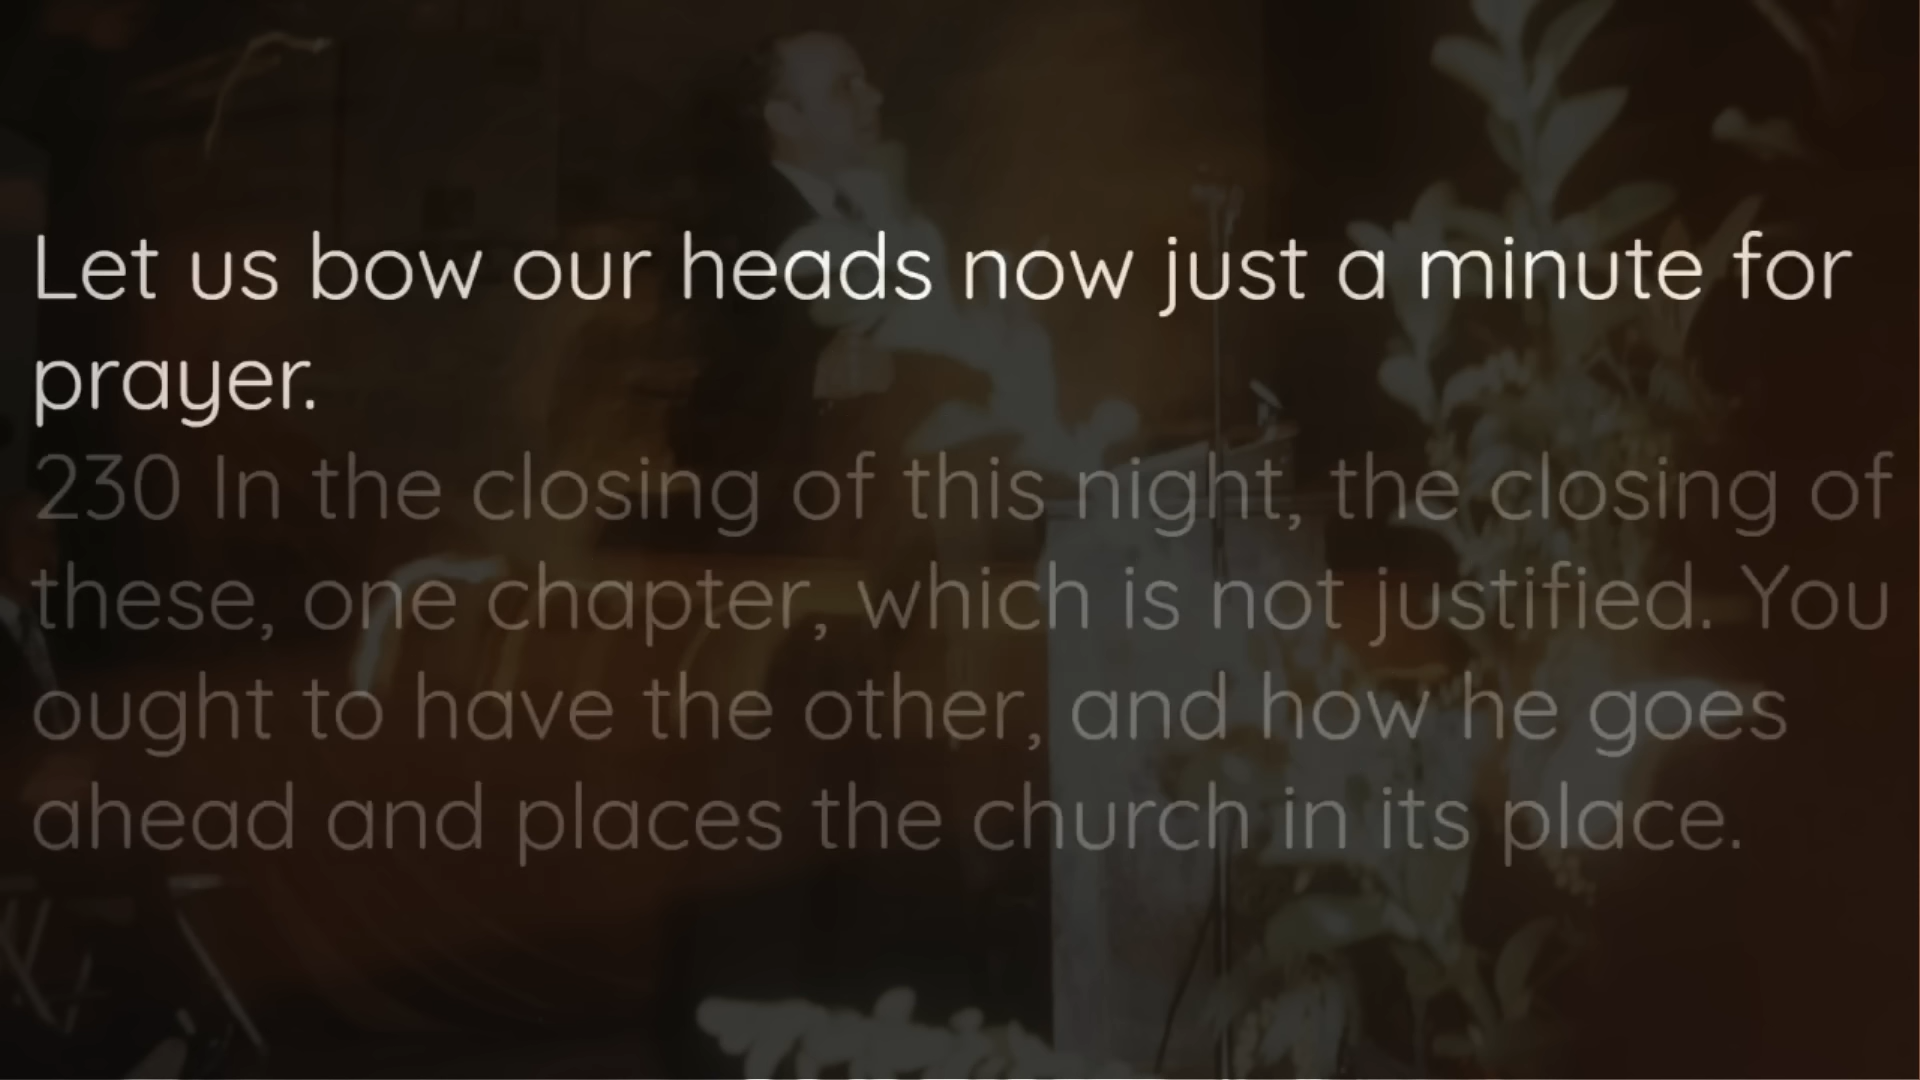 Let us bow our heads now just a minute for
prayer.
230 In the closing of this night, the closing of
these, one chapter, which is not justified. You
ought to have the other, and how he goes
ahead and places the church in its place.